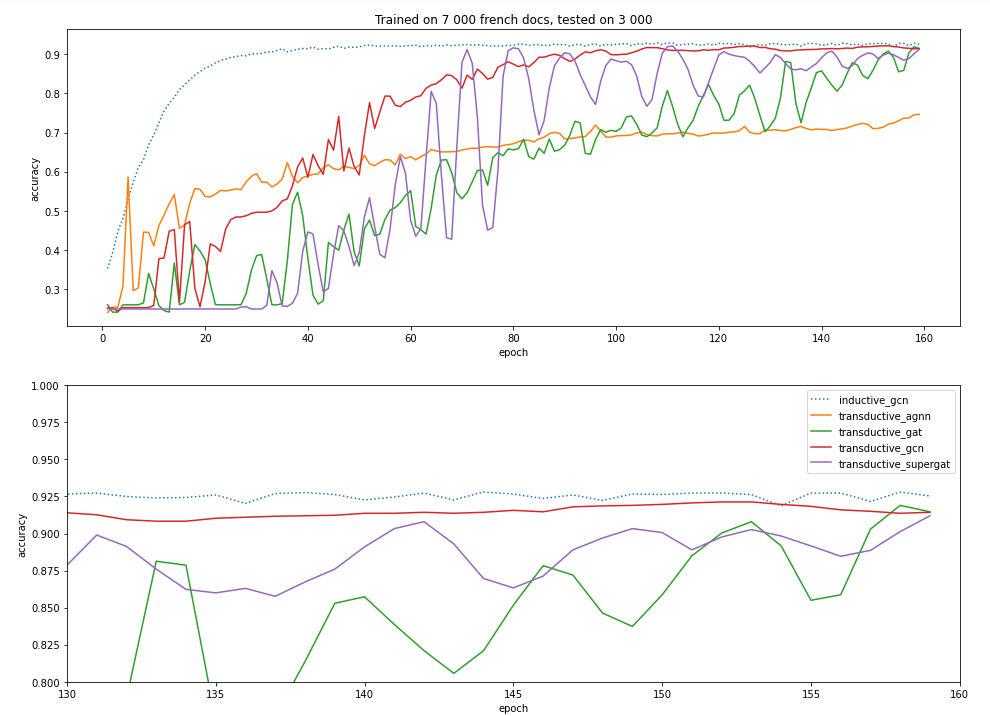 Trained on 7 000 french docs, tested on 3 000
accuracy
0.9
0.8
0.7
0.6
0.5
0.4
0.3
0 20 40 60 80 100 120 140 160
epoch
accuracy
1.000
0.975
0.950
0.925
0.900
0.875
0.850
0.825
0.800
inductive_gcn
transductive_agnn
transductive_gat
transductive_gcn
transductive_supergat
130 135 140 145 150 155 160
epoch